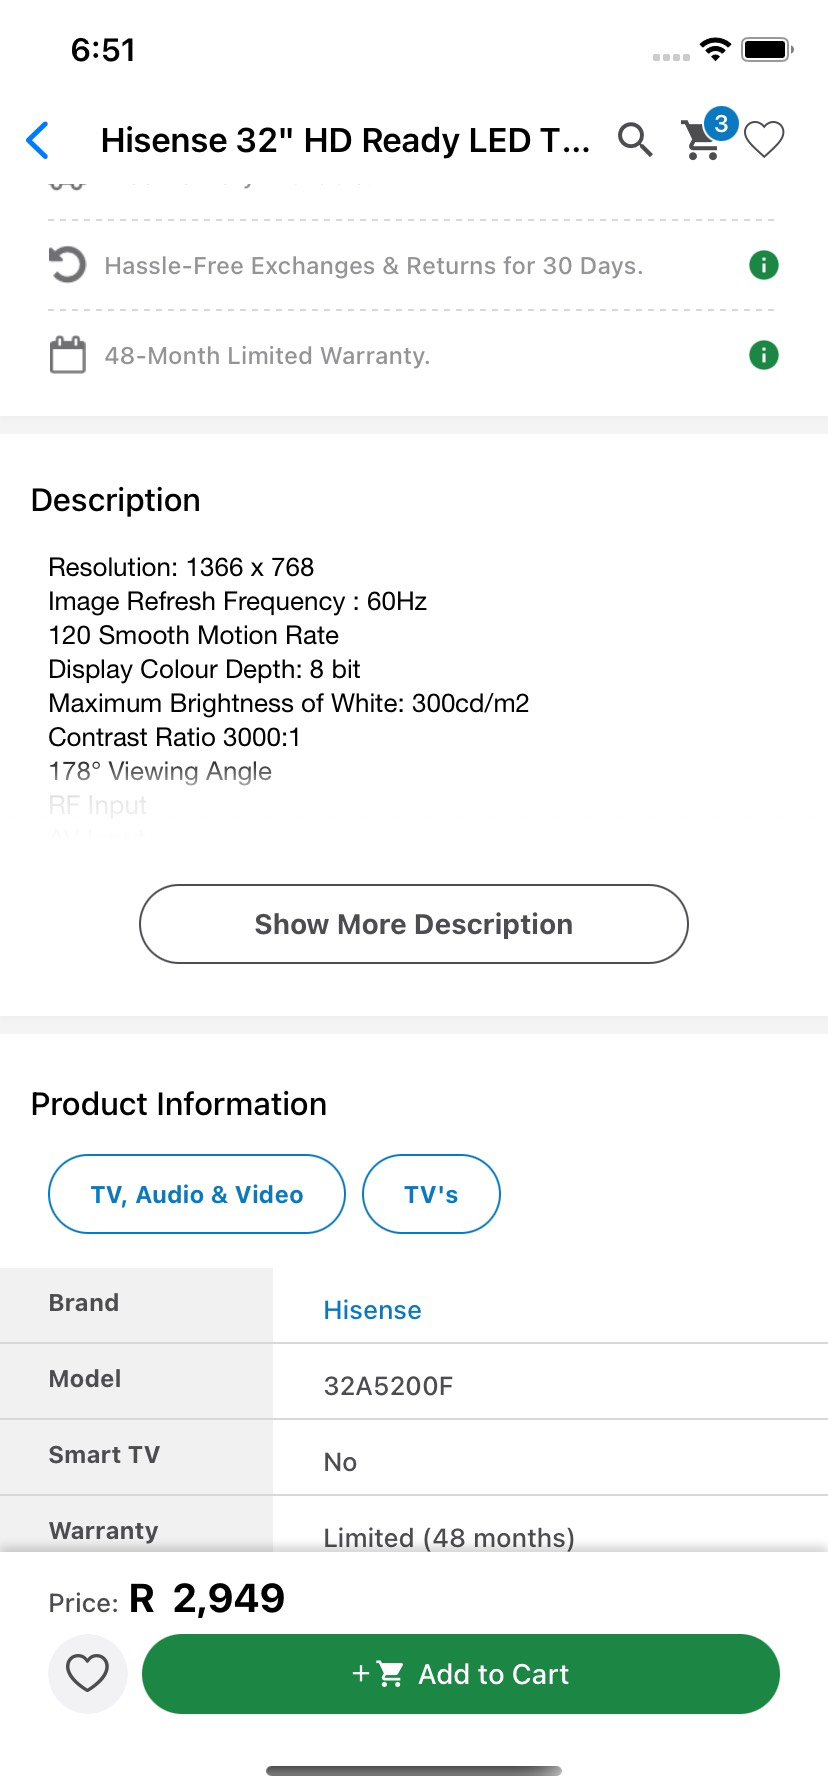 6:51
Hisense 32" HD Ready LED T...
3
Hassle-Free Exchanges & Returns for 30 Days.
48-Month Limited Warranty.
Description
Resolution: 1366 x 768
Image Refresh Frequency : 60Hz
120 Smooth Motion Rate
Display Colour Depth: 8 bit
Maximum Brightness of White: 300cd/m2
Contrast Ratio 3000:1
178° Viewing Angle
RF Input
Show More Description
Product Information
TV, Audio & Video
TV's
Brand
Hisense
Model
32A5200F
Smart TV
No
Warranty
Limited (48 months)
Price: R 2,949
+ Add to Cart